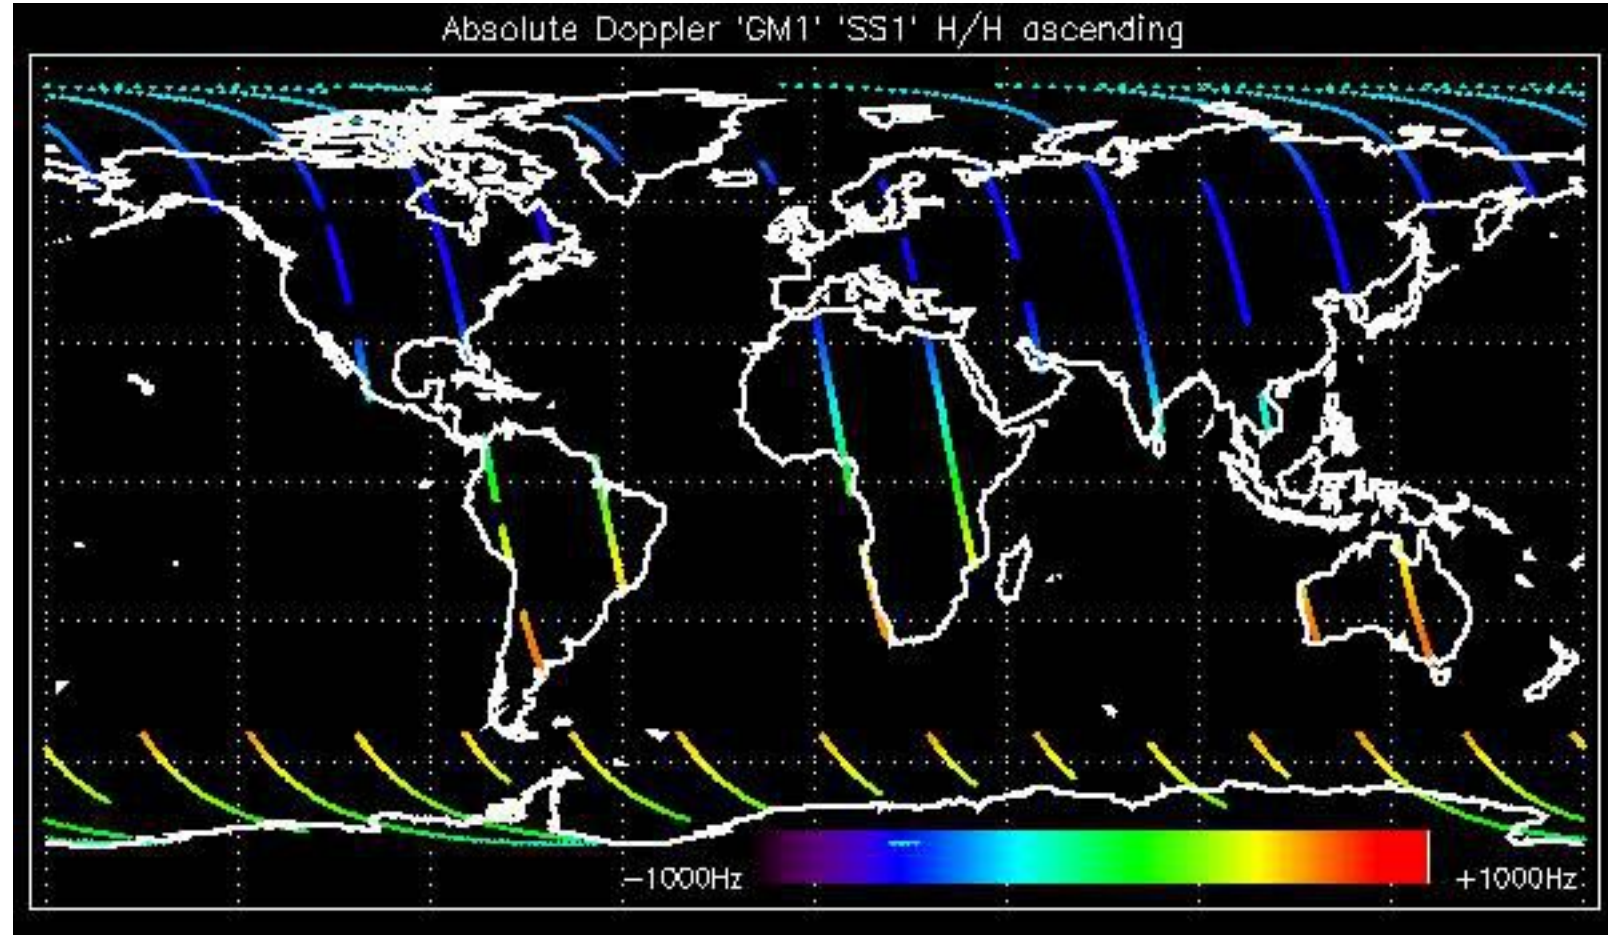 Absolute Doppler 'GM1' 'SS1' H/H ascending
−1000Hz
+1000Hz